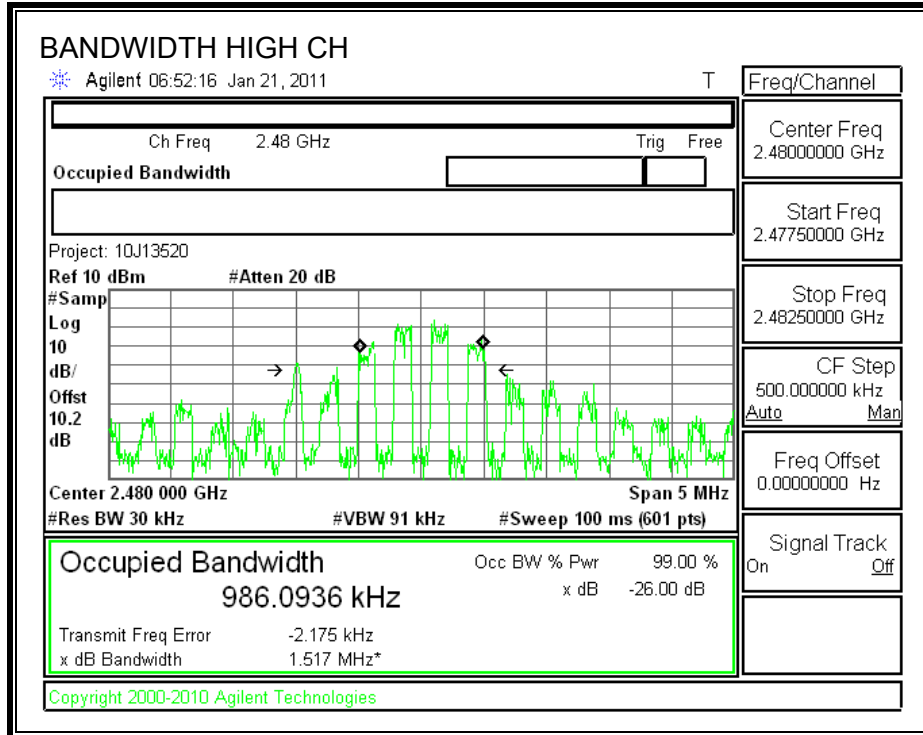 BANDWIDTH HIGH CH
Agilent 06:52:16 Jan 21, 2011 T
Freq/Channel
Ch Freq 2.48 GHz Trig Free
Occupied Bandwidth
Center Freq
2.48000000 GHz
Start Freq
2.47750000 GHz
Stop Freq
2.48250000 GHz
CF Step
500.000000 kHz
Auto Man
Freq Offset
0.00000000 Hz
Signal Track
On Off
Project: 10J13520
Ref 10 dBm #Atten 20 dB
#Samp
Log
10
dB/
Offst
10.2
dB
Center 2.480 000 GHz Span 5 MHz
#Res BW 30 kHz #VBW 91 kHz #Sweep 100 ms (601 pts)
Occupied Bandwidth Occ BW % Pwr 99.00 %
986.0936 kHz x dB -26.00 dB
Transmit Freq Error -2.175 kHz
x dB Bandwidth 1.517 MHz*
Copyright 2000-2010 Agilent Technologies